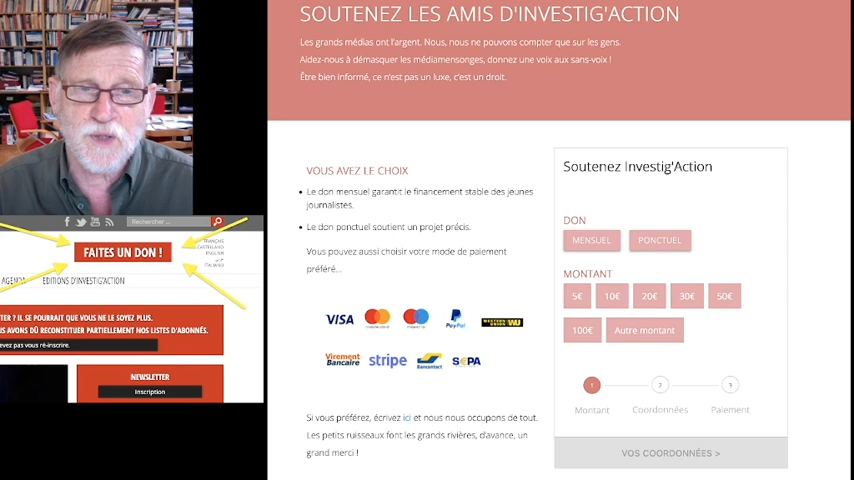 SOUTENEZ LES AMIS D'INVESTIG'ACTION
Les grands médias ont l'argent. Nous, nous ne pouvons compter que sur les gens.
Aidez-nous à démasquer les médiamensonges, donnez une voix aux sans-voix !
Être bien informé, ce n'est pas un luxe, c'est un droit.
Rechercher ...
FAITES UN DON !
FRANÇAIS
CASTELLANO
ENGLISH
ITALIANO
AGENDA
EDITIONS D'INVESTIG'ACTION
TER ? IL SE POURRAIT QUE VOUS NE LE SOYEZ PLUS.
US AVONS DÛ RECONSTITUER PARTIELLEMENT NOS LISTES D'ABONNÉS.
evez pas vous ré-inscrire.
NEWSLETTER
Inscription
VOUS AVEZ LE CHOIX
• Le don mensuel garantit le financement stable des jeunes
journalistes.
• Le don ponctuel soutient un projet précis.
Vous pouvez aussi choisir votre mode de paiement
préféré...
VISA
PayPal
WESTERN UNION WU
Virement
Bancaire
stripe
Bancontact
SEPA
Si vous préférez, écrivez ici et nous nous occupons de tout.
Les petits ruisseaux font les grands rivières, d'avance, un
grand merci !
Soutenez Investig'Action
DON
MENSUEL
PONCTUEL
MONTANT
5€
10€
20€
30€
50€
100€
Autre montant
1
2
3
Montant
Coordonnées
Paiement
VOS COORDONNÉES >